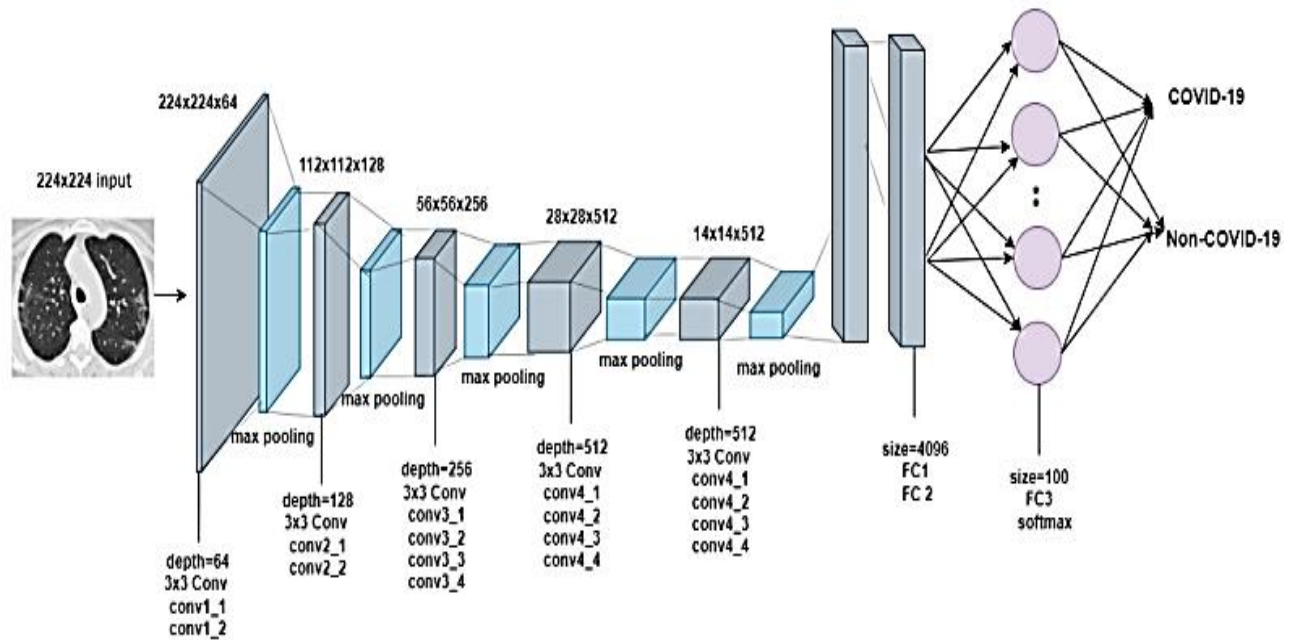 224x224 input
224x224x64
112x112x128
56x56x256
28x28x512
14x14x512
max pooling
max pooling
max pooling
max pooling
max pooling
depth=64
3x3 Conv
conv1_1
conv1_2
depth=128
3x3 Conv
conv2_1
conv2_2
depth=256
3x3 Conv
conv3_1
conv3_2
conv3_3
conv3_4
depth=512
3x3 Conv
conv4_1
conv4_2
conv4_3
conv4_4
depth=512
3x3 Conv
conv4_1
conv4_2
conv4_3
conv4_4
size=4096
FC1
FC 2
size=100
FC3
softmax
COVID-19
Non-COVID-19